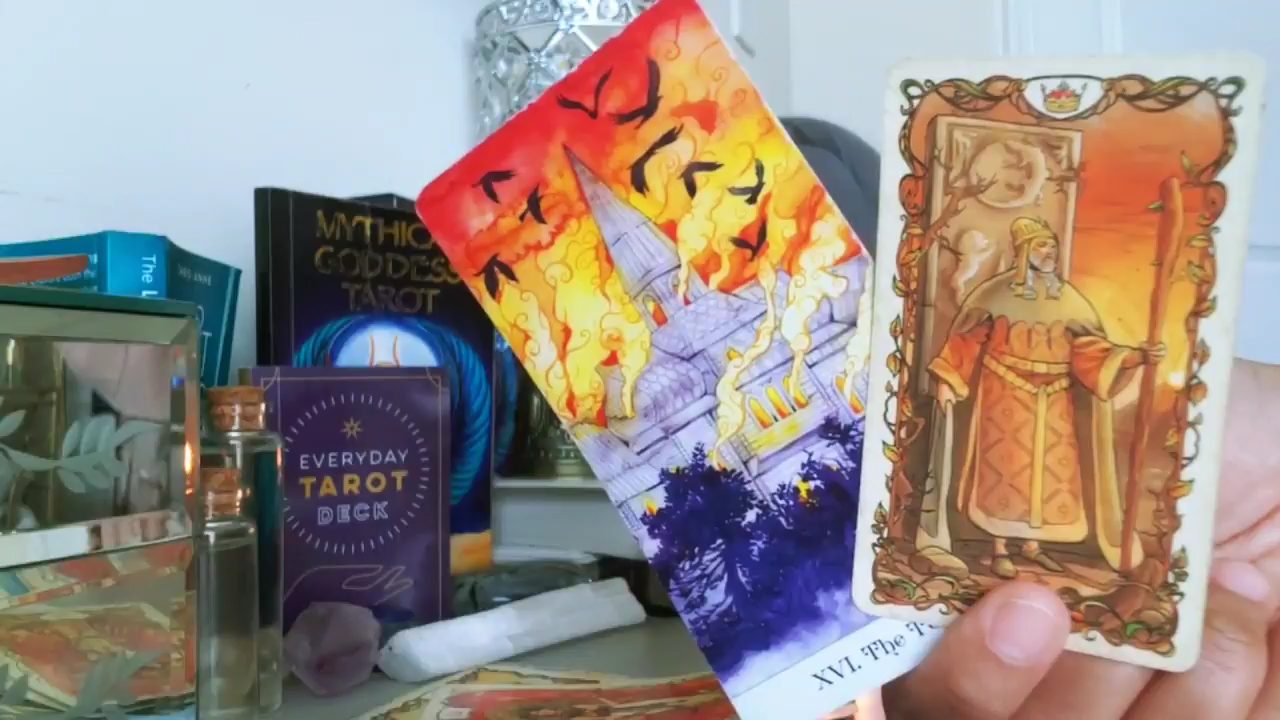 MYTHIC
GODDESS
TAROT
The
EVERYDAY
TAROT
DECK
XVI. The